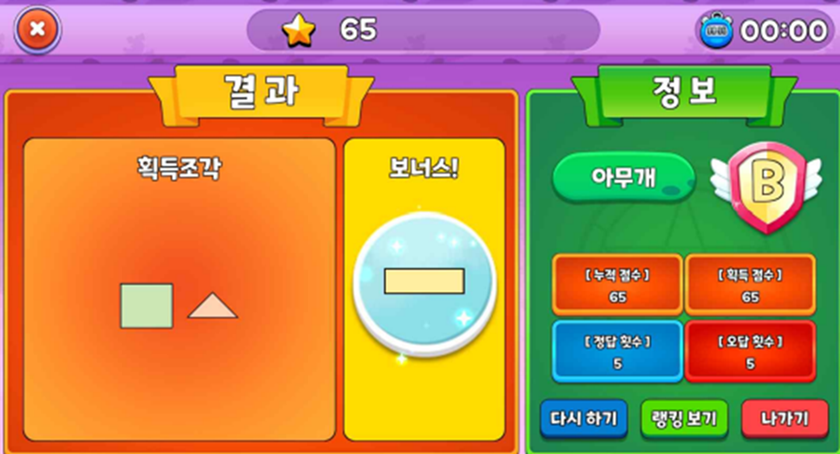 65
00:00
결과
정보
획득조각
보너스!
아무개
B
[누적 점수]
65
[획득 점수]
65
[정답 횟수]
5
[오답 횟수]
5
다시 하기
랭킹 보기
나가기